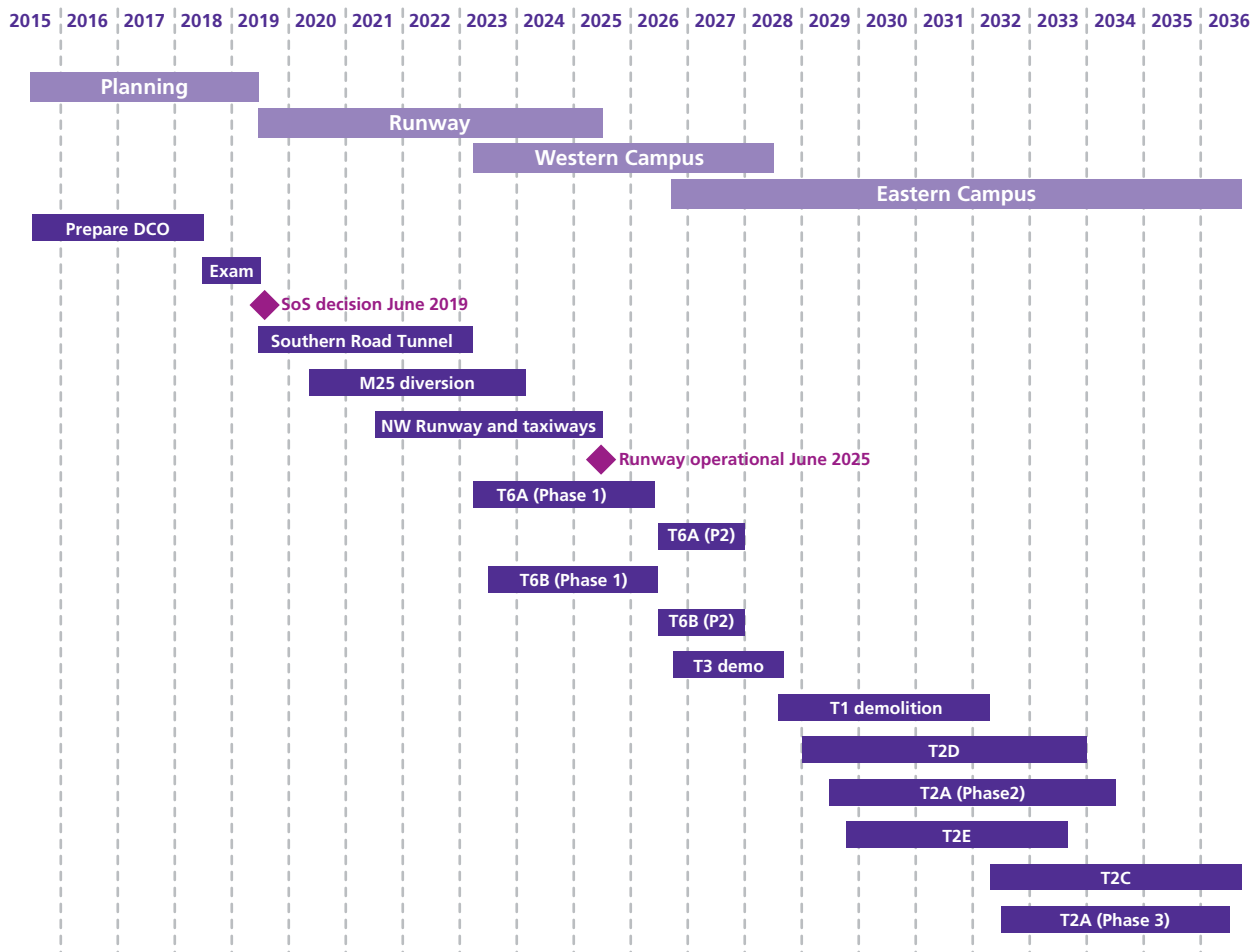 2015 2016 2017 2018 2019 2020 2021 2022 2023 2024 2025 2026 2027 2028 2029 2030 2031 2032 2033 2034 2035 2036
Planning
Runway
Western Campus
Eastern Campus
Prepare DCO
Exam
SoS decision June 2019
Southern Road Tunnel
M25 diversion
NW Runway and taxiways
Runway operational June 2025
T6A (Phase 1)
T6A (P2)
T6B (Phase 1)
T6B (P2)
T3 demo
T1 demolition
T2D
T2A (Phase2)
T2E
T2C
T2A (Phase 3)